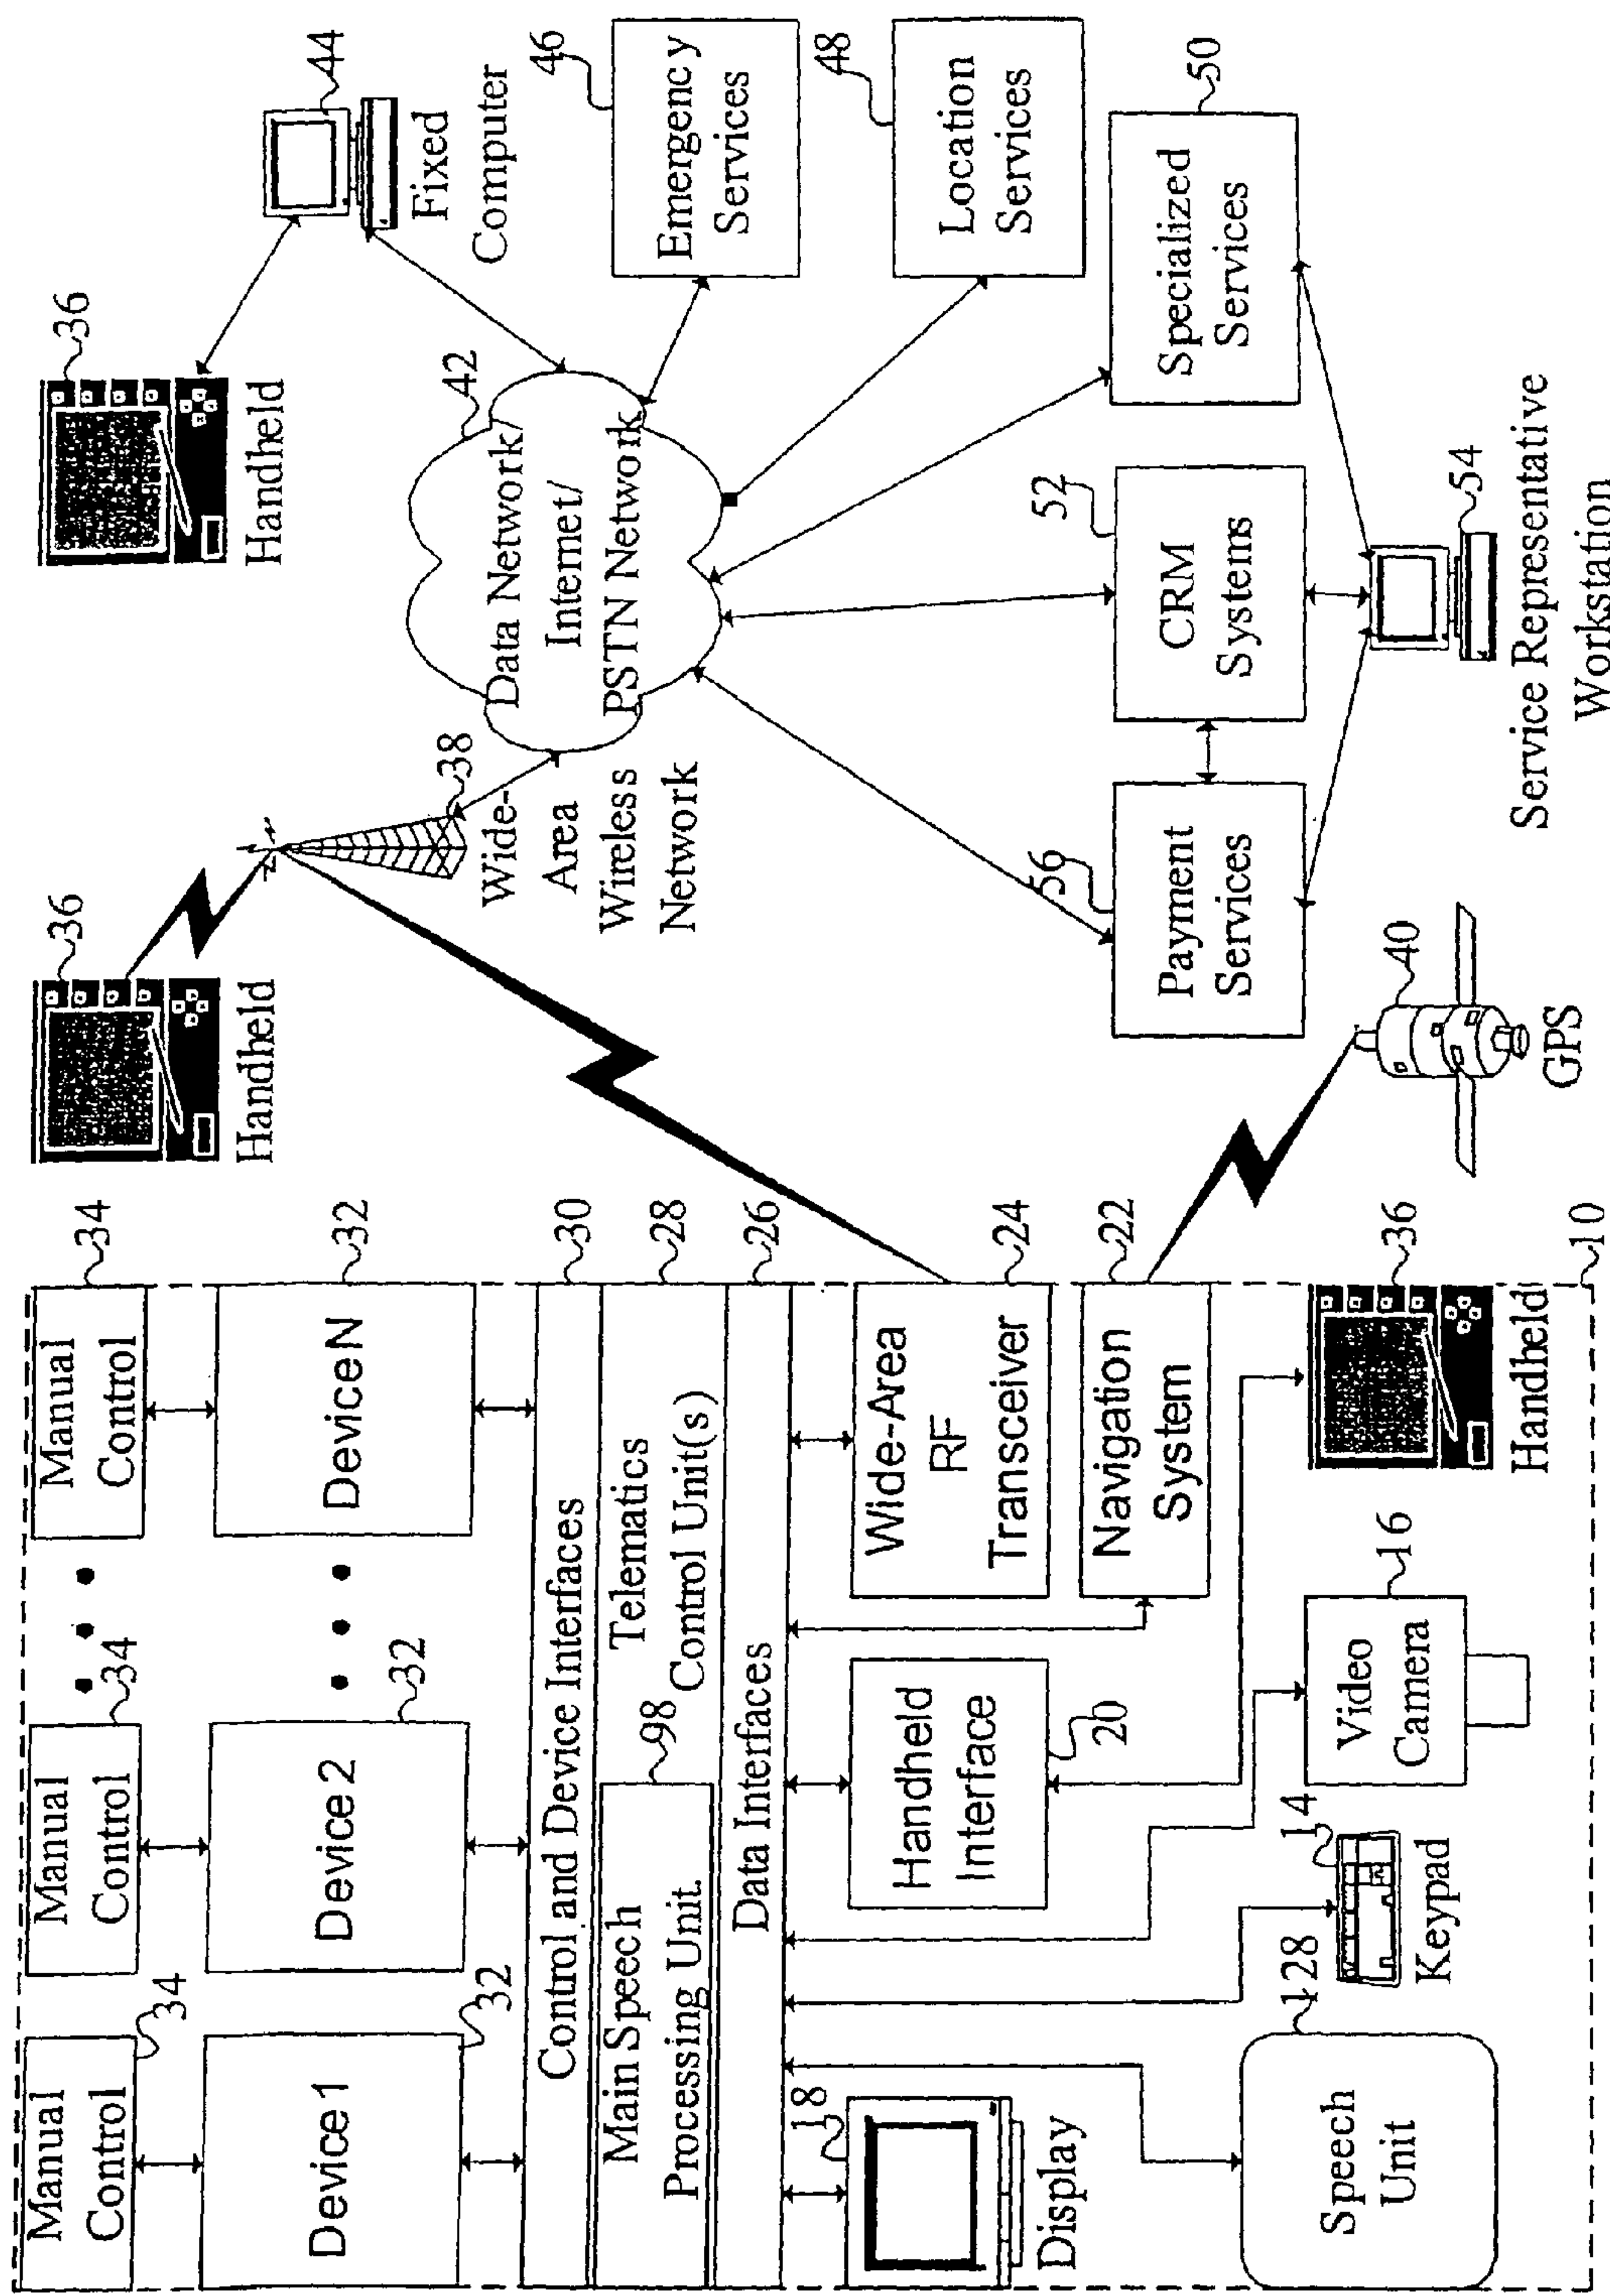 Manual
Control
34
Manual
Control
34
Manual
Control
34
Device 1
32
Device 2
32
Device N
32
Control and Device Interfaces
30
Main Speech
Processing Unit.
98
Telematics
Control Unit(s)
28
Data Interfaces
26
18
Display
Handheld
Interface
20
Wide-Area
RF
Transceiver
24
Navigation
System
22
Speech
Unit
128
14
Keypad
Video
Camera
16
36
Handheld
10
36
Handheld
36
Handheld
44
Fixed
Computer
38
Wide-
Area
Wireless
Network
42
Data Network/
Internet/
PSTN Network
46
Emergency
Services
48
Location
Services
56
Payment
Services
52
CRM
Systems
50
Specialized
Services
40
GPS
54
Service Representative
Workstation